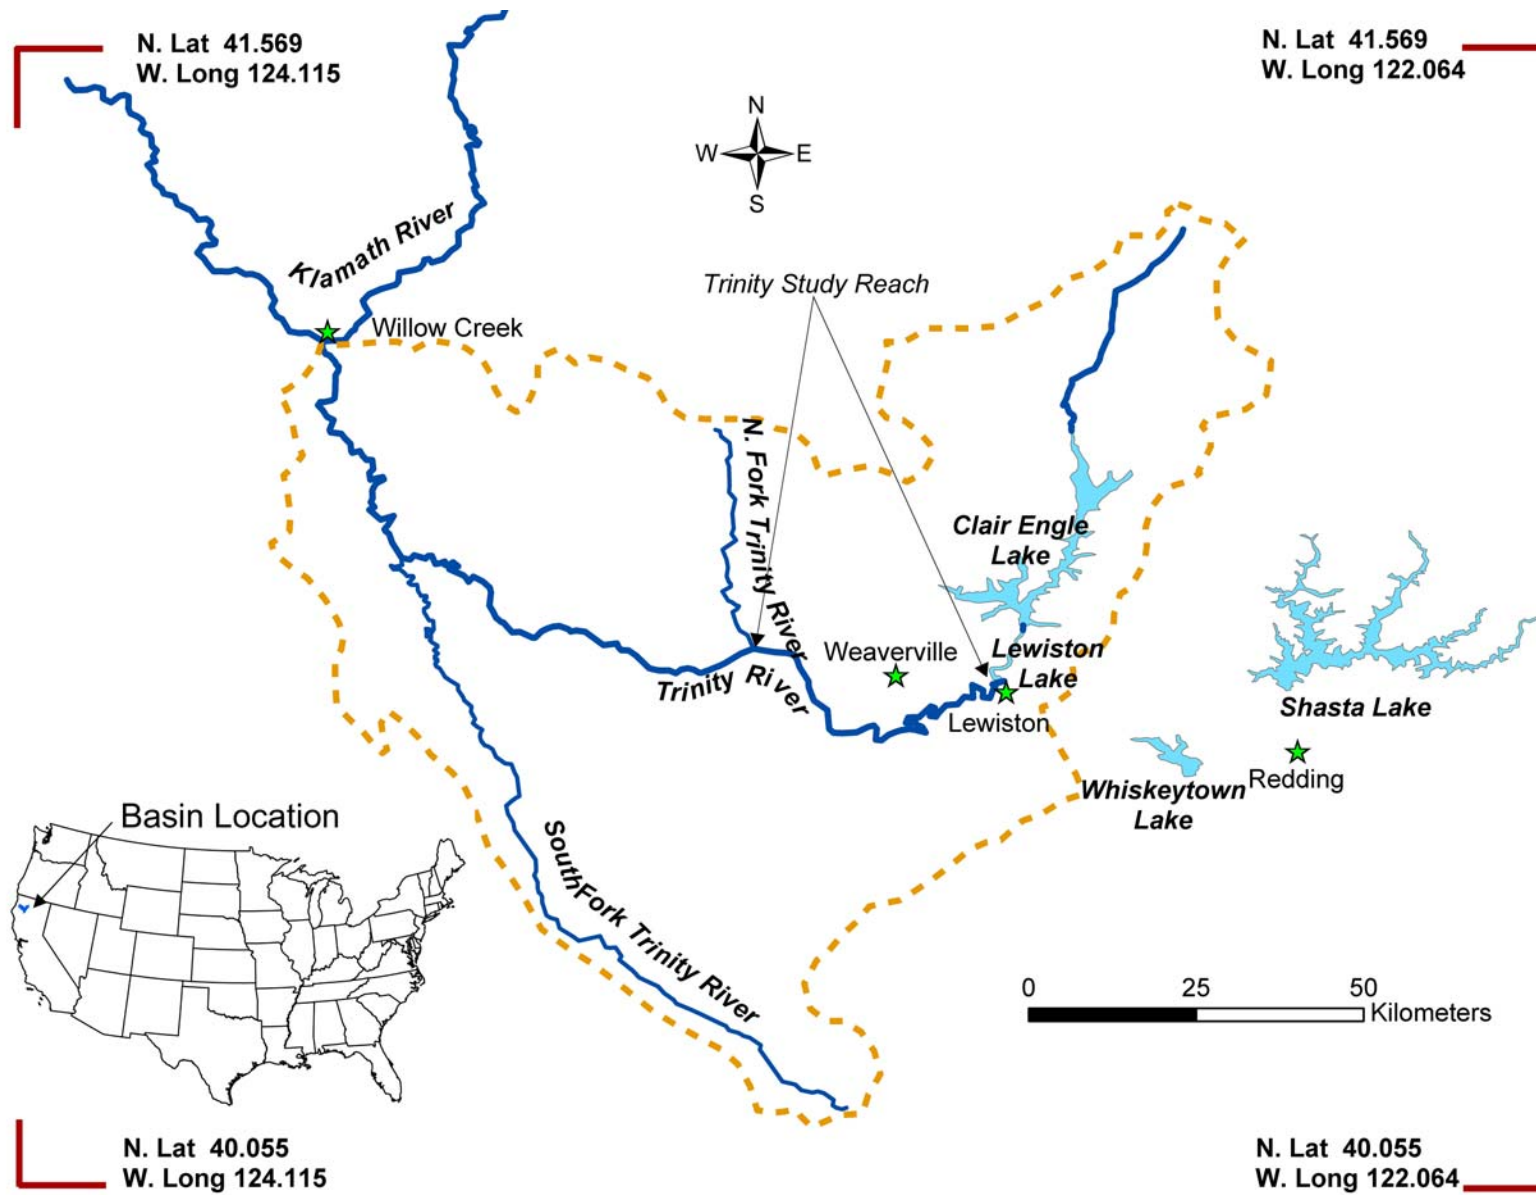 N. Lat 41.569
W. Long 124.115
N. Lat 41.569
W. Long 122.064
N
W E
S
Klamath River
Trinity Study Reach
Willow Creek
N. Fork Trinity River
Clair Engle
Lake
Weaverville
Lewiston
Lake
Trinity River
Lewiston
Shasta Lake
Redding
Whiskeytown
Lake
Basin Location
SouthFork Trinity River
0 25 50
Kilometers
N. Lat 40.055
W. Long 124.115
N. Lat 40.055
W. Long 122.064